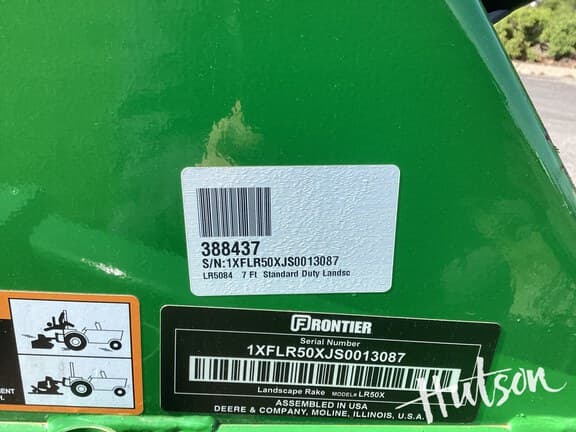 388437
S/N:1XFLR50XJS0013087
LR5084 7 Ft Standard Duty Landsc
FRONTIER
Serial Number
1XFLR50XJS0013087
Landscape Rake MODEL# LR50X
ASSEMBLED IN USA
DEERE & COMPANY, MOLINE, ILLINOIS, U.S.A.
Hutson